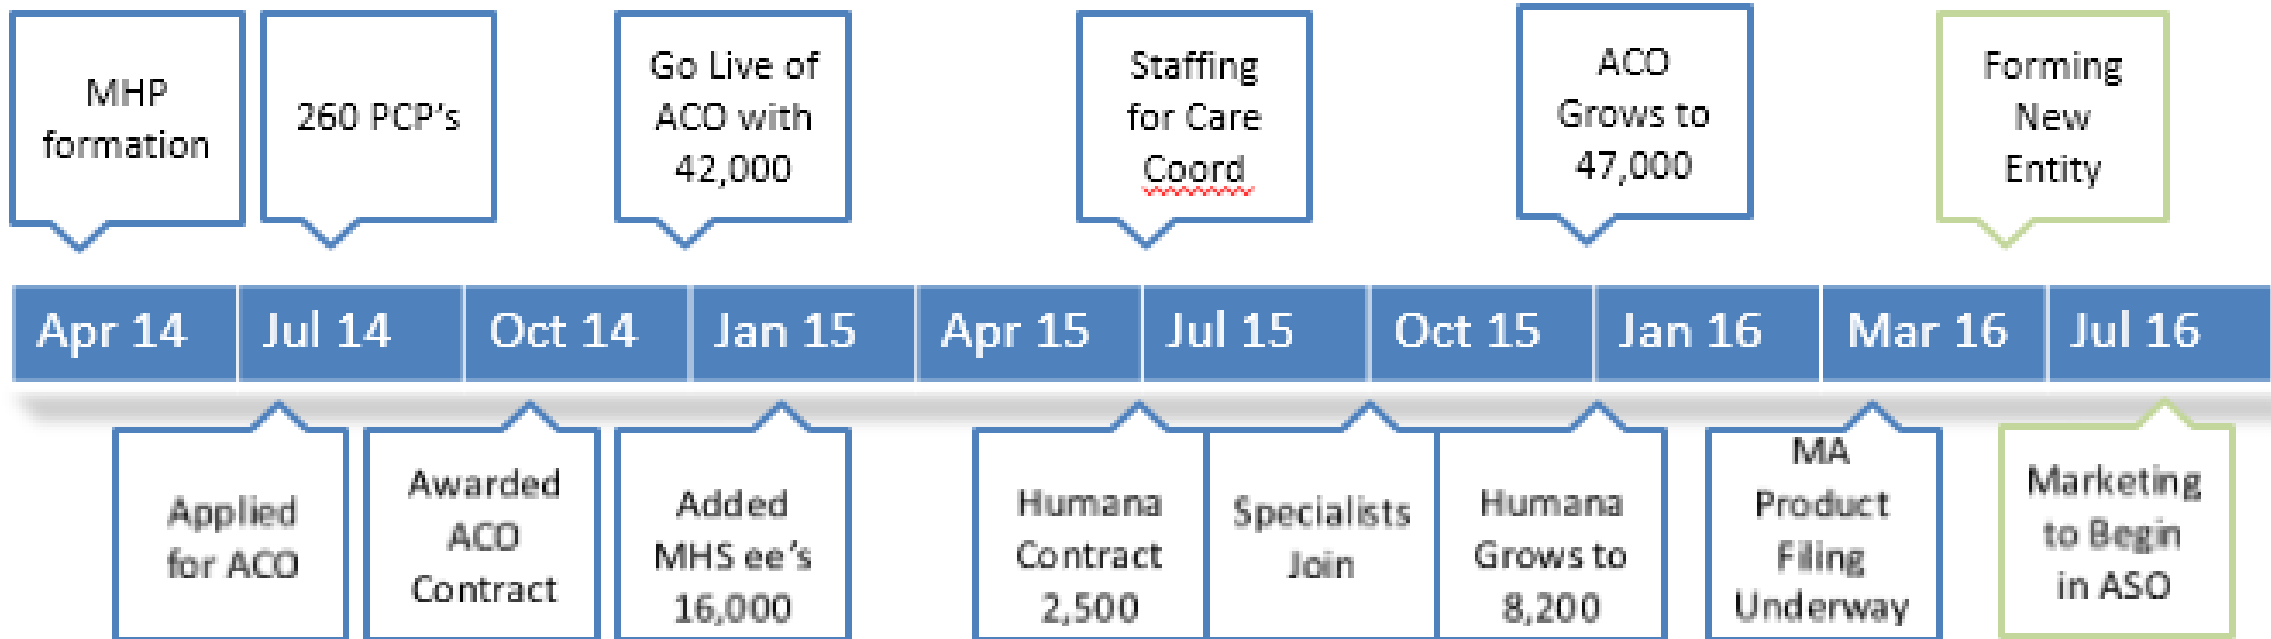 MHP
formation
260 PCP's
Go Live of
ACO with
42,000
Staffing
for Care
Coord
ACO
Grows to
47,000
Forming
New
Entity
Apr 14
Jul 14
Oct 14
Jan 15
Apr 15
Jul 15
Oct 15
Jan 16
Mar 16
Jul 16
Applied
for ACO
Awarded
ACO
Contract
Added
MHS ee's
16,000
Humana
Contract
2,500
Specialists
Join
Humana
Grows to
8,200
MA
Product
Filing
Underway
Marketing
to Begin
in ASO